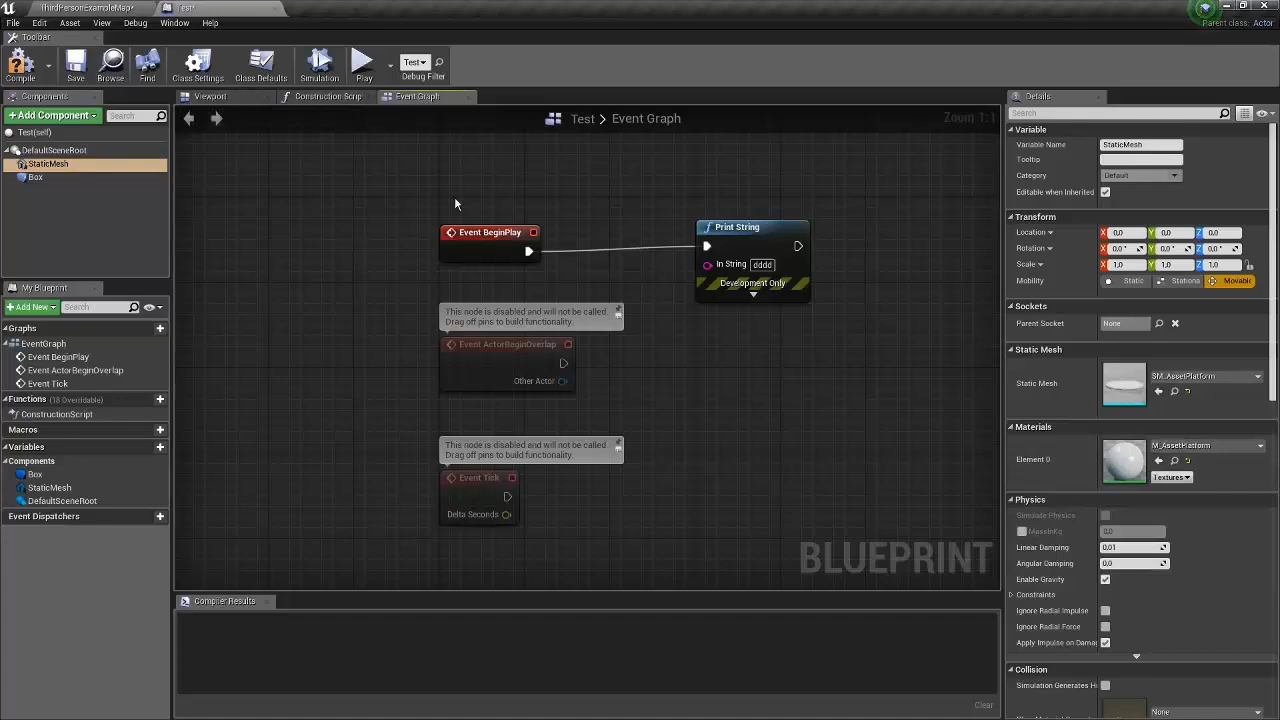 ThirdPersonExampleMap*
Test*
File
Edit
Asset
View
Debug
Window
Help
Parent class: Actor
Toolbar
Compile
Save
Browse
Find
Class Settings
Class Defaults
Simulation
Play
Test
Debug Filter
Components
+Add Component
Search
Test(self)
DefaultSceneRoot
StaticMesh
Box
My Blueprint
+Add New
Search
Graphs
EventGraph
Event BeginPlay
Event ActorBeginOverlap
Event Tick
Functions (18 Overridable)
ConstructionScript
Macros
Variables
Components
Box
StaticMesh
DefaultSceneRoot
Event Dispatchers
Viewport
Construction Scrip
Event Graph
Test > Event Graph
Zoom 1:1
Event BeginPlay
Print String
In String dddd
Development Only
This node is disabled and will not be called.
Drag off pins to build functionality.
Event ActorBeginOverlap
Other Actor
This node is disabled and will not be called.
Drag off pins to build functionality.
Event Tick
Delta Seconds
BLUEPRINT
Compiler Results
Clear
Details
Search
Variable
Variable Name StaticMesh
Tooltip
Category Default
Editable when Inherited
Transform
Location X 0,0 Y 0,0 Z 0,0
Rotation X 0,0 ° Y 0,0 ° Z 0,0 °
Scale X 1,0 Y 1,0 Z 1,0
Mobility Static Stationa Movable
Sockets
Parent Socket None
Static Mesh
Static Mesh SM_AssetPlatform
Materials
Element 0 M_AssetPlatform
Textures
Physics
Simulate Physics
MassInKg 0,0
Linear Damping 0,01
Angular Damping 0,0
Enable Gravity
Constraints
Ignore Radial Impulse
Ignore Radial Force
Apply Impulse on Dama
Collision
Simulation Generates H
None